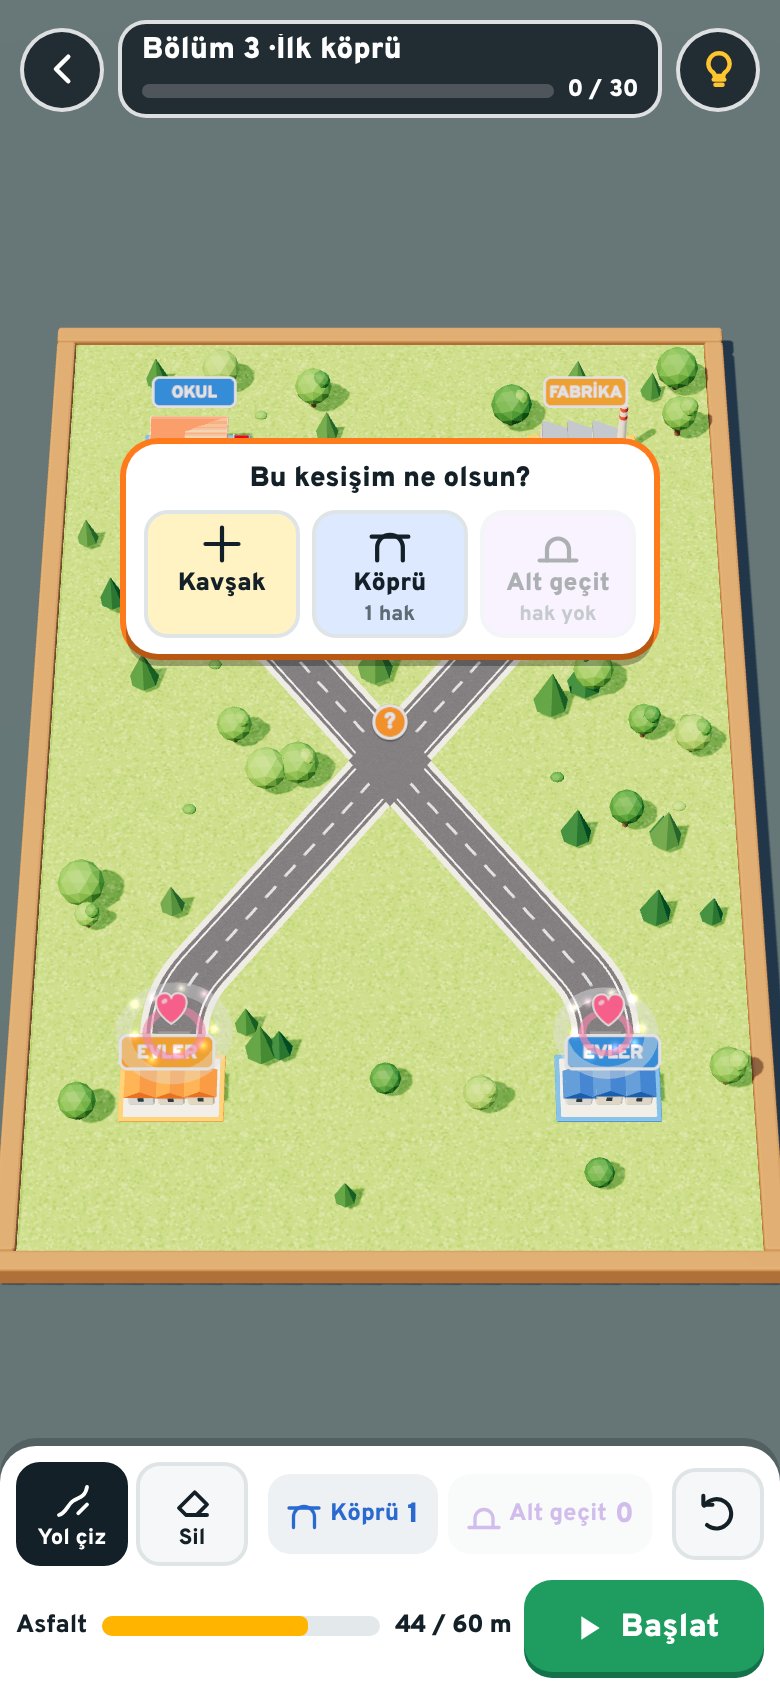 Bölüm 3 ·İlk köprü
0 / 30
OKUL
FABRİKA
Bu kesişim ne olsun?
Kavşak
Köprü
Alt geçit
1 hak
hak yok
?
EVLER
EVLER
Yol çiz
Sil
Köprü 1
Alt geçit 0
Asfalt
44 / 60 m
Başlat